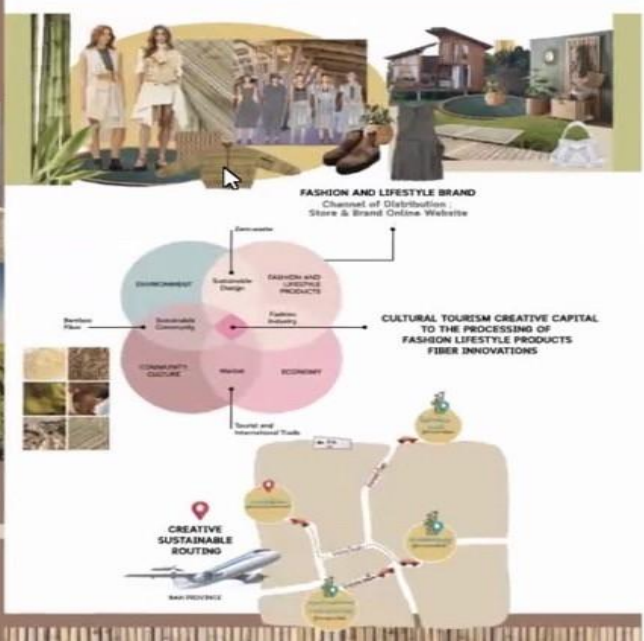 FASHION AND LIFESTYLE BRAND
Channel of Distribution :
Store & Brand Online Website
Zero-waste
ENVIRONMENT
Sustainable
Design
FASHION AND
LIFESTYLE
PRODUCTS
Bamboo
Fiber
Sustainable
Community
Fashion
Industry
CULTURAL TOURISM CREATIVE CAPITAL
TO THE PROCESSING OF
FASHION LIFESTYLE PRODUCTS
FIBER INNOVATIONS
COMMUNITY
CULTURE
Market
ECONOMY
Tourist and
International Trade
CREATIVE
SUSTAINABLE
ROUTING
NAN PROVINCE